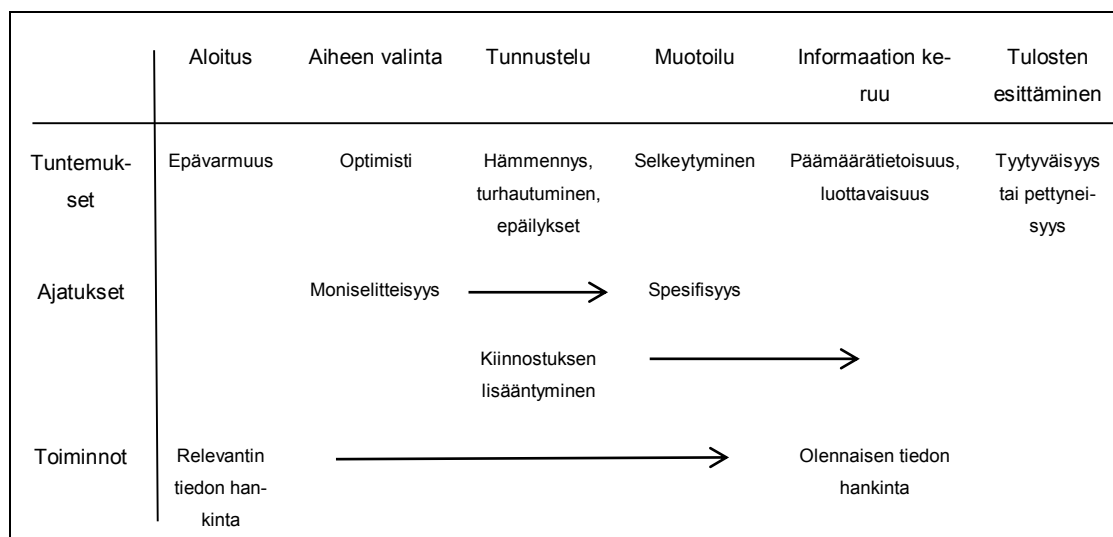 Aloitus Aiheen valinta Tunnustelu Muotoilu Informaation ke- Tulosten
ruu esittäminen
Tuntemuk- Epävarmuus Optimisti Hämmennys, Selkeytyminen Päämäärätietoisuus, Tyytyväisyys
set turhautuminen, luottavaisuus tai pettynei-
epäilykset syys
Ajatukset Moniselitteisyys Spesifisyys
Kiinnostuksen
lisääntyminen
Toiminnot Relevantin Olennaisen tiedon
tiedon han- hankinta
kinta